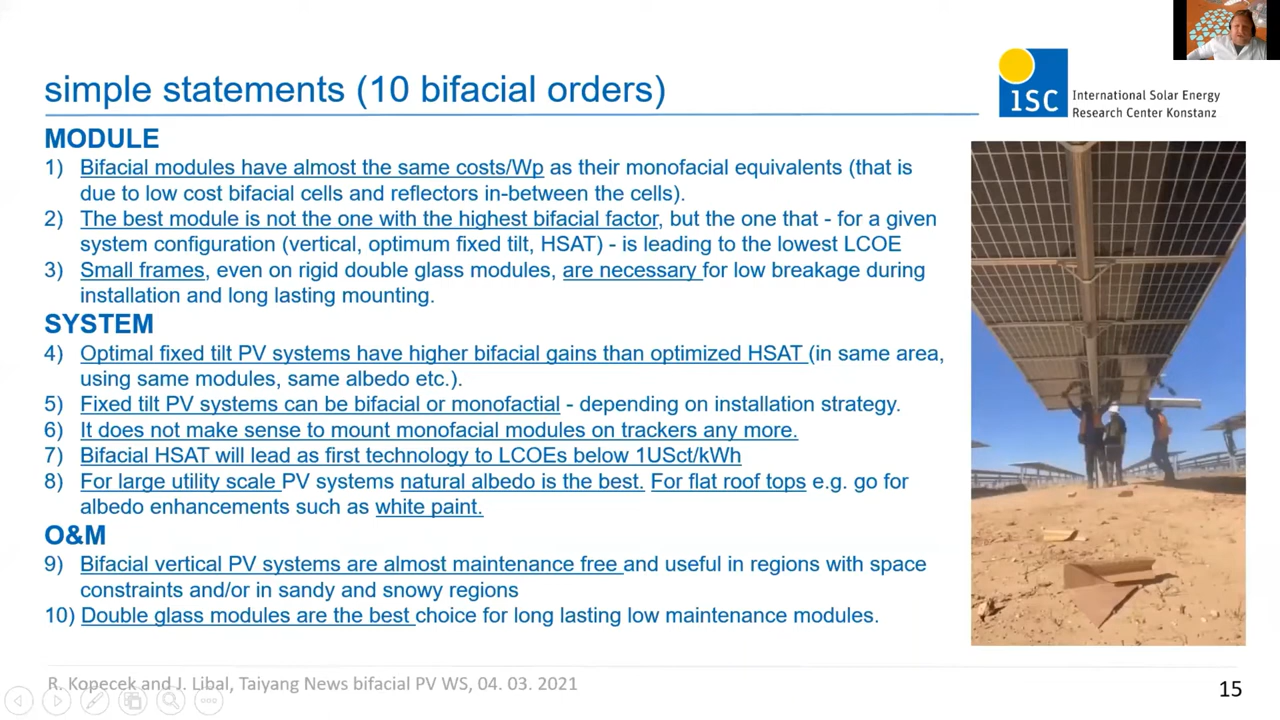 simple statements (10 bifacial orders)
ISC
International Solar Energy
Research Center Konstanz
MODULE
1) Bifacial modules have almost the same costs/Wp as their monofacial equivalents (that is
due to low cost bifacial cells and reflectors in-between the cells).
2) The best module is not the one with the highest bifacial factor, but the one that - for a given
system configuration (vertical, optimum fixed tilt, HSAT) - is leading to the lowest LCOE
3) Small frames, even on rigid double glass modules, are necessary for low breakage during
installation and long lasting mounting.
SYSTEM
4) Optimal fixed tilt PV systems have higher bifacial gains than optimized HSAT (in same area,
using same modules, same albedo etc.).
5) Fixed tilt PV systems can be bifacial or monofactial - depending on installation strategy.
6) It does not make sense to mount monofacial modules on trackers any more.
7) Bifacial HSAT will lead as first technology to LCOEs below 1USct/kWh
8) For large utility scale PV systems natural albedo is the best. For flat roof tops e.g. go for
albedo enhancements such as white paint.
O&M
9) Bifacial vertical PV systems are almost maintenance free and useful in regions with space
constraints and/or in sandy and snowy regions
10) Double glass modules are the best choice for long lasting low maintenance modules.
R. Kopecek and J. Libal, Taiyang News bifacial PV WS, 04. 03. 2021
15